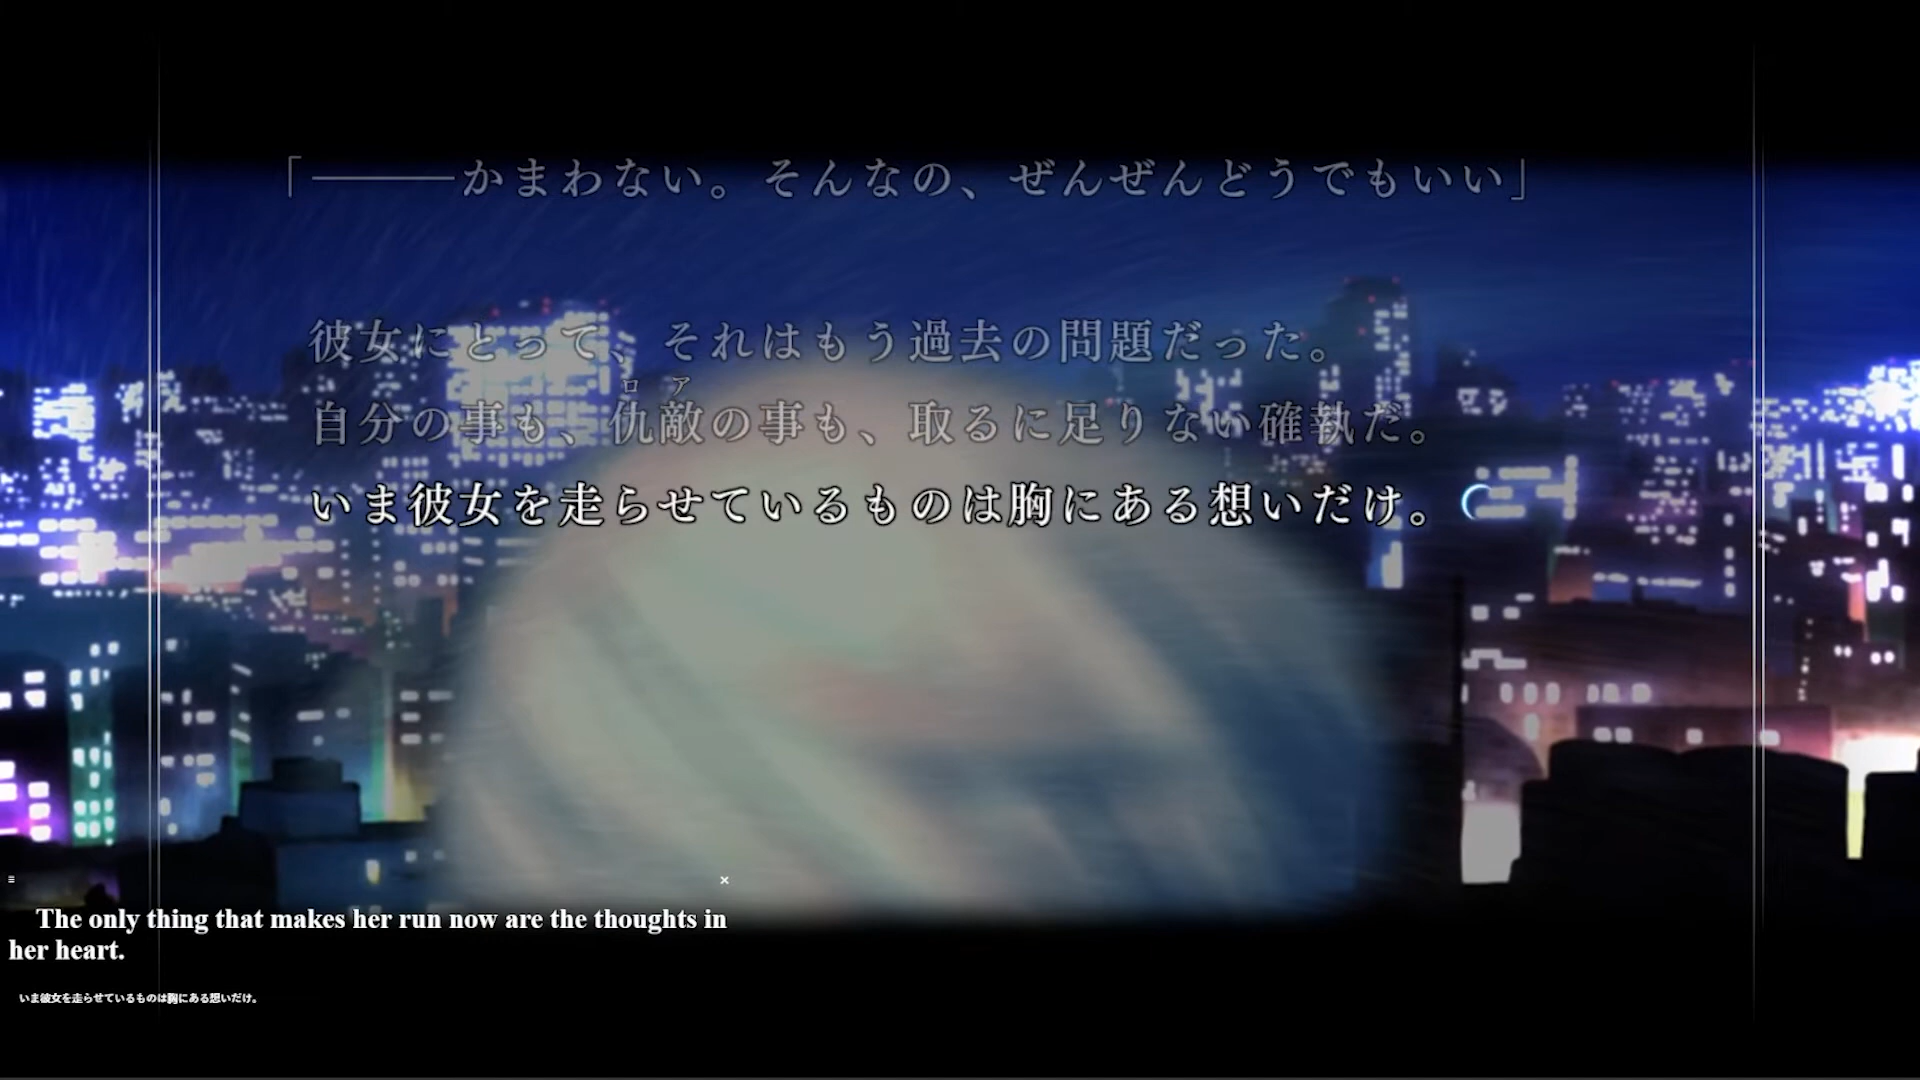 「―――かまわない。そんなの、ぜんぜんどうでもいい」
彼女にとって、それはもう過去の問題だった。
ロア
自分の事も、仇敵の事も、取るに足りない確執だ。
いま彼女を走らせているものは胸にある想いだけ。
The only thing that makes her run now are the thoughts in
her heart.
いま彼女を走らせているものは胸にある想いだけ。